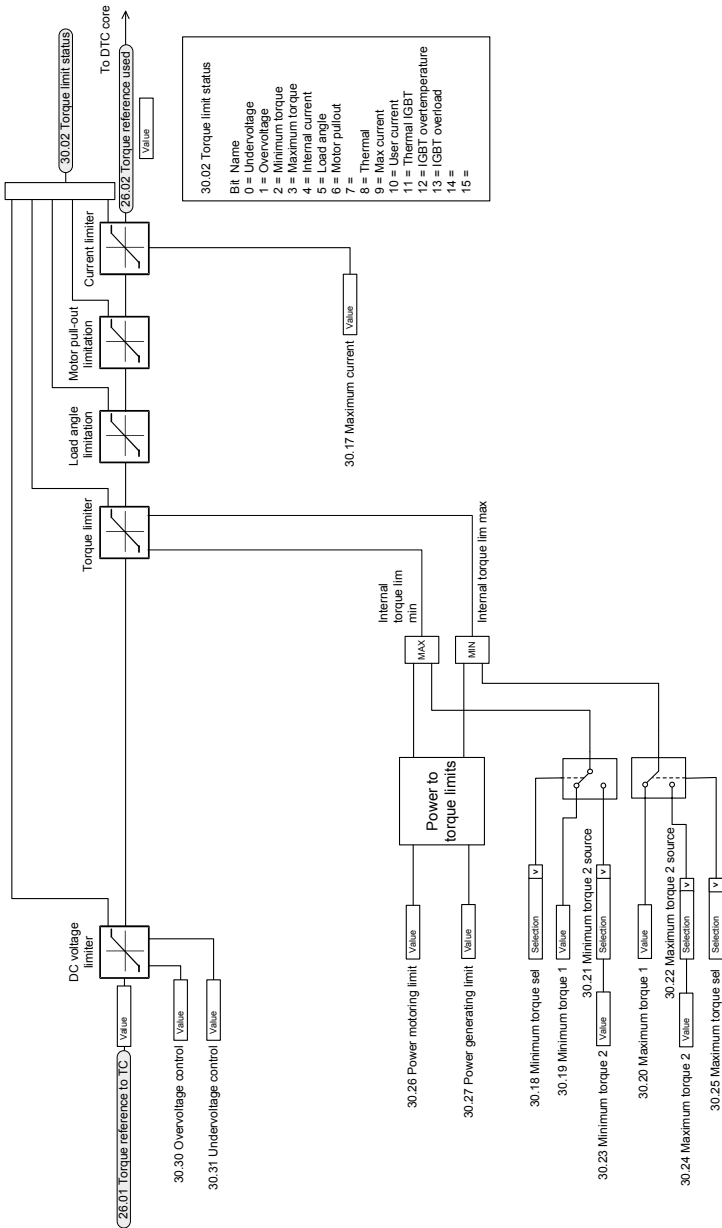 26.01 Torque reference to TC
Value
30.30 Overvoltage control
Value
30.31 Undervoltage control
Value
DC voltage
limiter
Torque limiter
Load angle
limitation
Motor pull-out
limitation
Current limiter
30.02 Torque limit status
26.02 Torque reference used
To DTC core
Value
30.17 Maximum current
Value
30.26 Power motoring limit
Value
30.27 Power generating limit
Value
Power to
torque limits
MAX
Internal
torque lim
min
MIN
Internal torque lim max
30.18 Minimum torque sel
Selection
v
30.19 Minimum torque 1
Value
30.21 Minimum torque 2 source
Selection
v
30.23 Minimum torque 2
Value
30.20 Maximum torque 1
Value
30.22 Maximum torque 2 source
Selection
v
30.24 Maximum torque 2
Value
30.25 Maximum torque sel
Selection
v
30.02 Torque limit status
Bit Name
0 = Undervoltage
1 = Overvoltage
2 = Minimum torque
3 = Maximum torque
4 = Internal current
5 = Load angle
6 = Motor pullout
7 =
8 = Thermal
9 = Max current
10 = User current
11 = Thermal IGBT
12 = IGBT overtemperature
13 = IGBT overload
14 =
15 =